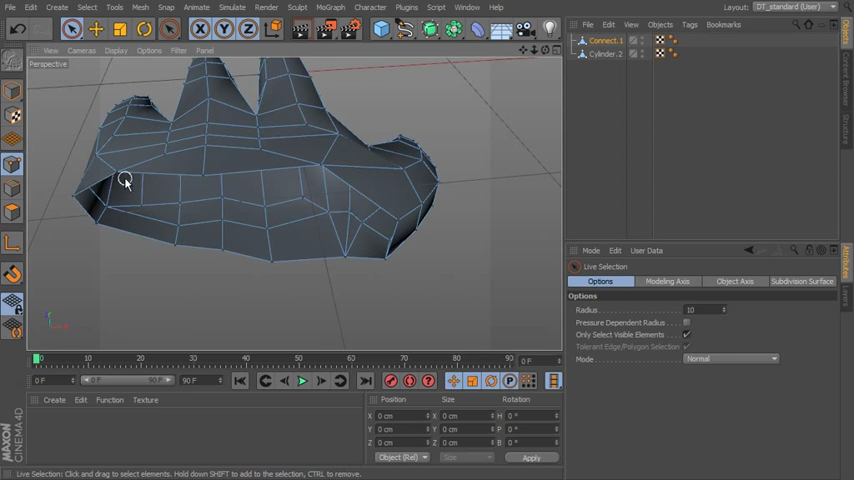 File Edit Create Select Tools Mesh Snap Animate Simulate Render Sculpt MoGraph Character Plugins Script Window Help
Layout: DT_standard (User)
X Y Z
View Cameras Display Options Filter Panel
Perspective
File Edit View Objects Tags Bookmarks
Connect.1
Cylinder.2
Objects
Content Browser
Structure
Mode Edit User Data
Live Selection
Options Modeling Axis Object Axis Subdivision Surface
Options
Radius 10
Pressure Dependent Radius
Only Select Visible Elements
Tolerant Edge/Polygon Selection
Mode Normal
Attributes
Layers
0 10 20 30 40 50 60 70 80 90 0 F
0 F 0 F 90 F 90 F
Create Edit Function Texture
Position Size Rotation
X 0 cm X 0 cm H 0 °
Y 0 cm Y 0 cm P 0 °
Z 0 cm Z 0 cm B 0 °
Object (Rel) Size Apply
MAXON CINEMA4D
Live Selection: Click and drag to select elements. Hold down SHIFT to add to the selection, CTRL to remove.